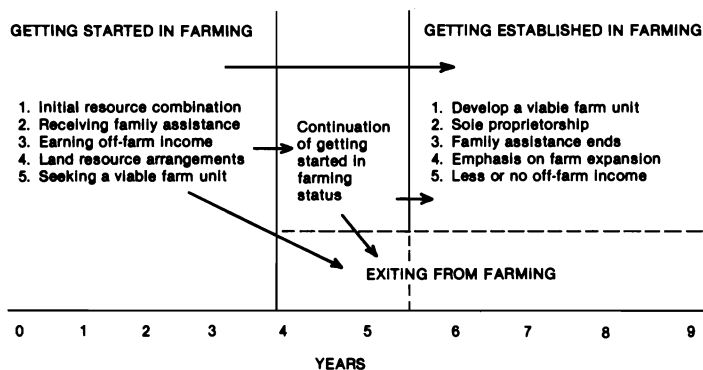 GETTING STARTED IN FARMING
GETTING ESTABLISHED IN FARMING
1. Initial resource combination
2. Receiving family assistance
3. Earning off-farm income
4. Land resource arrangements
5. Seeking a viable farm unit
Continuation
of getting
started in
farming
status
1. Develop a viable farm unit
2. Sole proprietorship
3. Family assistance ends
4. Emphasis on farm expansion
5. Less or no off-farm income
EXITING FROM FARMING
0 1 2 3 4 5 6 7 8 9
YEARS